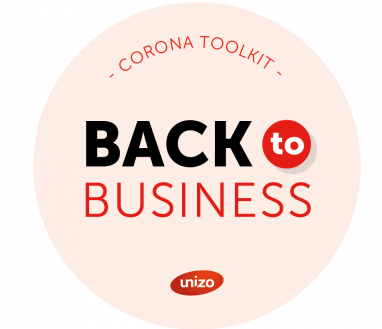 - CORONA TOOLKIT -
BACK to
BUSINESS
unizo